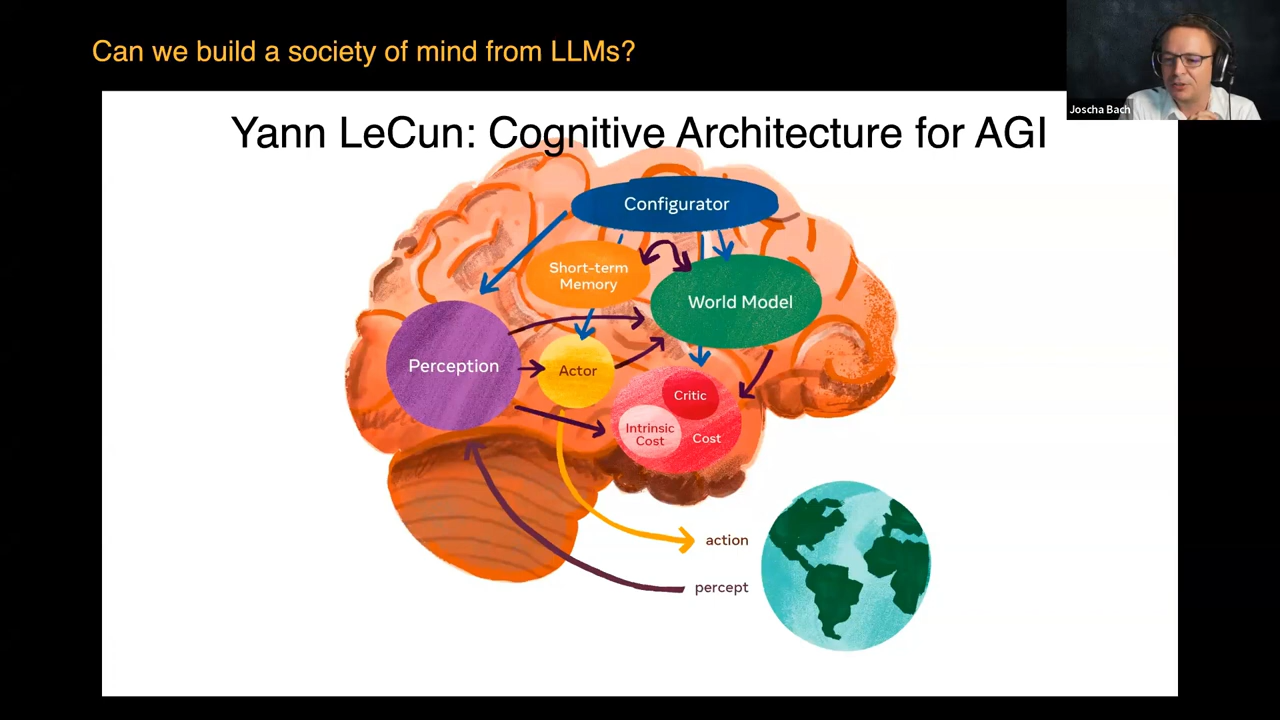 Can we build a society of mind from LLMs?
Joscha Bach
Yann LeCun: Cognitive Architecture for AGI
Configurator
Short-term
Memory
World Model
Perception
Actor
Critic
Intrinsic
Cost
Cost
action
percept